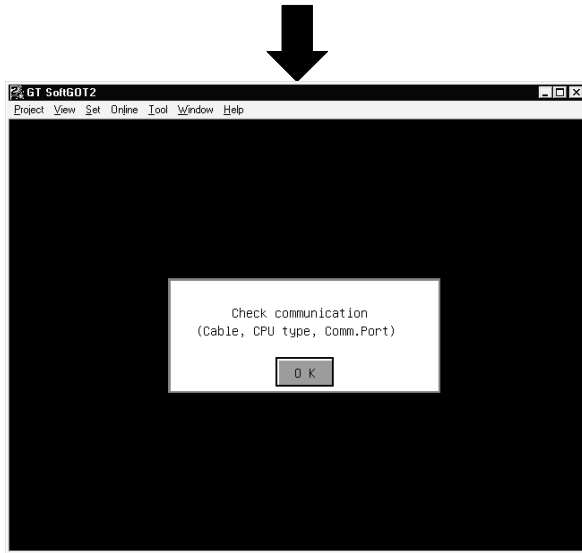 GT SoftGOT2
Project View Set Online Tool Window Help
Check communication
(Cable, CPU type, Comm.Port)
O K